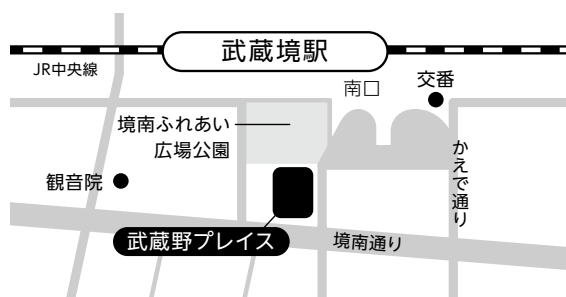 武蔵境駅
JR中央線
南口
交番
境南ふれあい
広場公園
かえで通り
観音院
武蔵野プレイス
境南通り